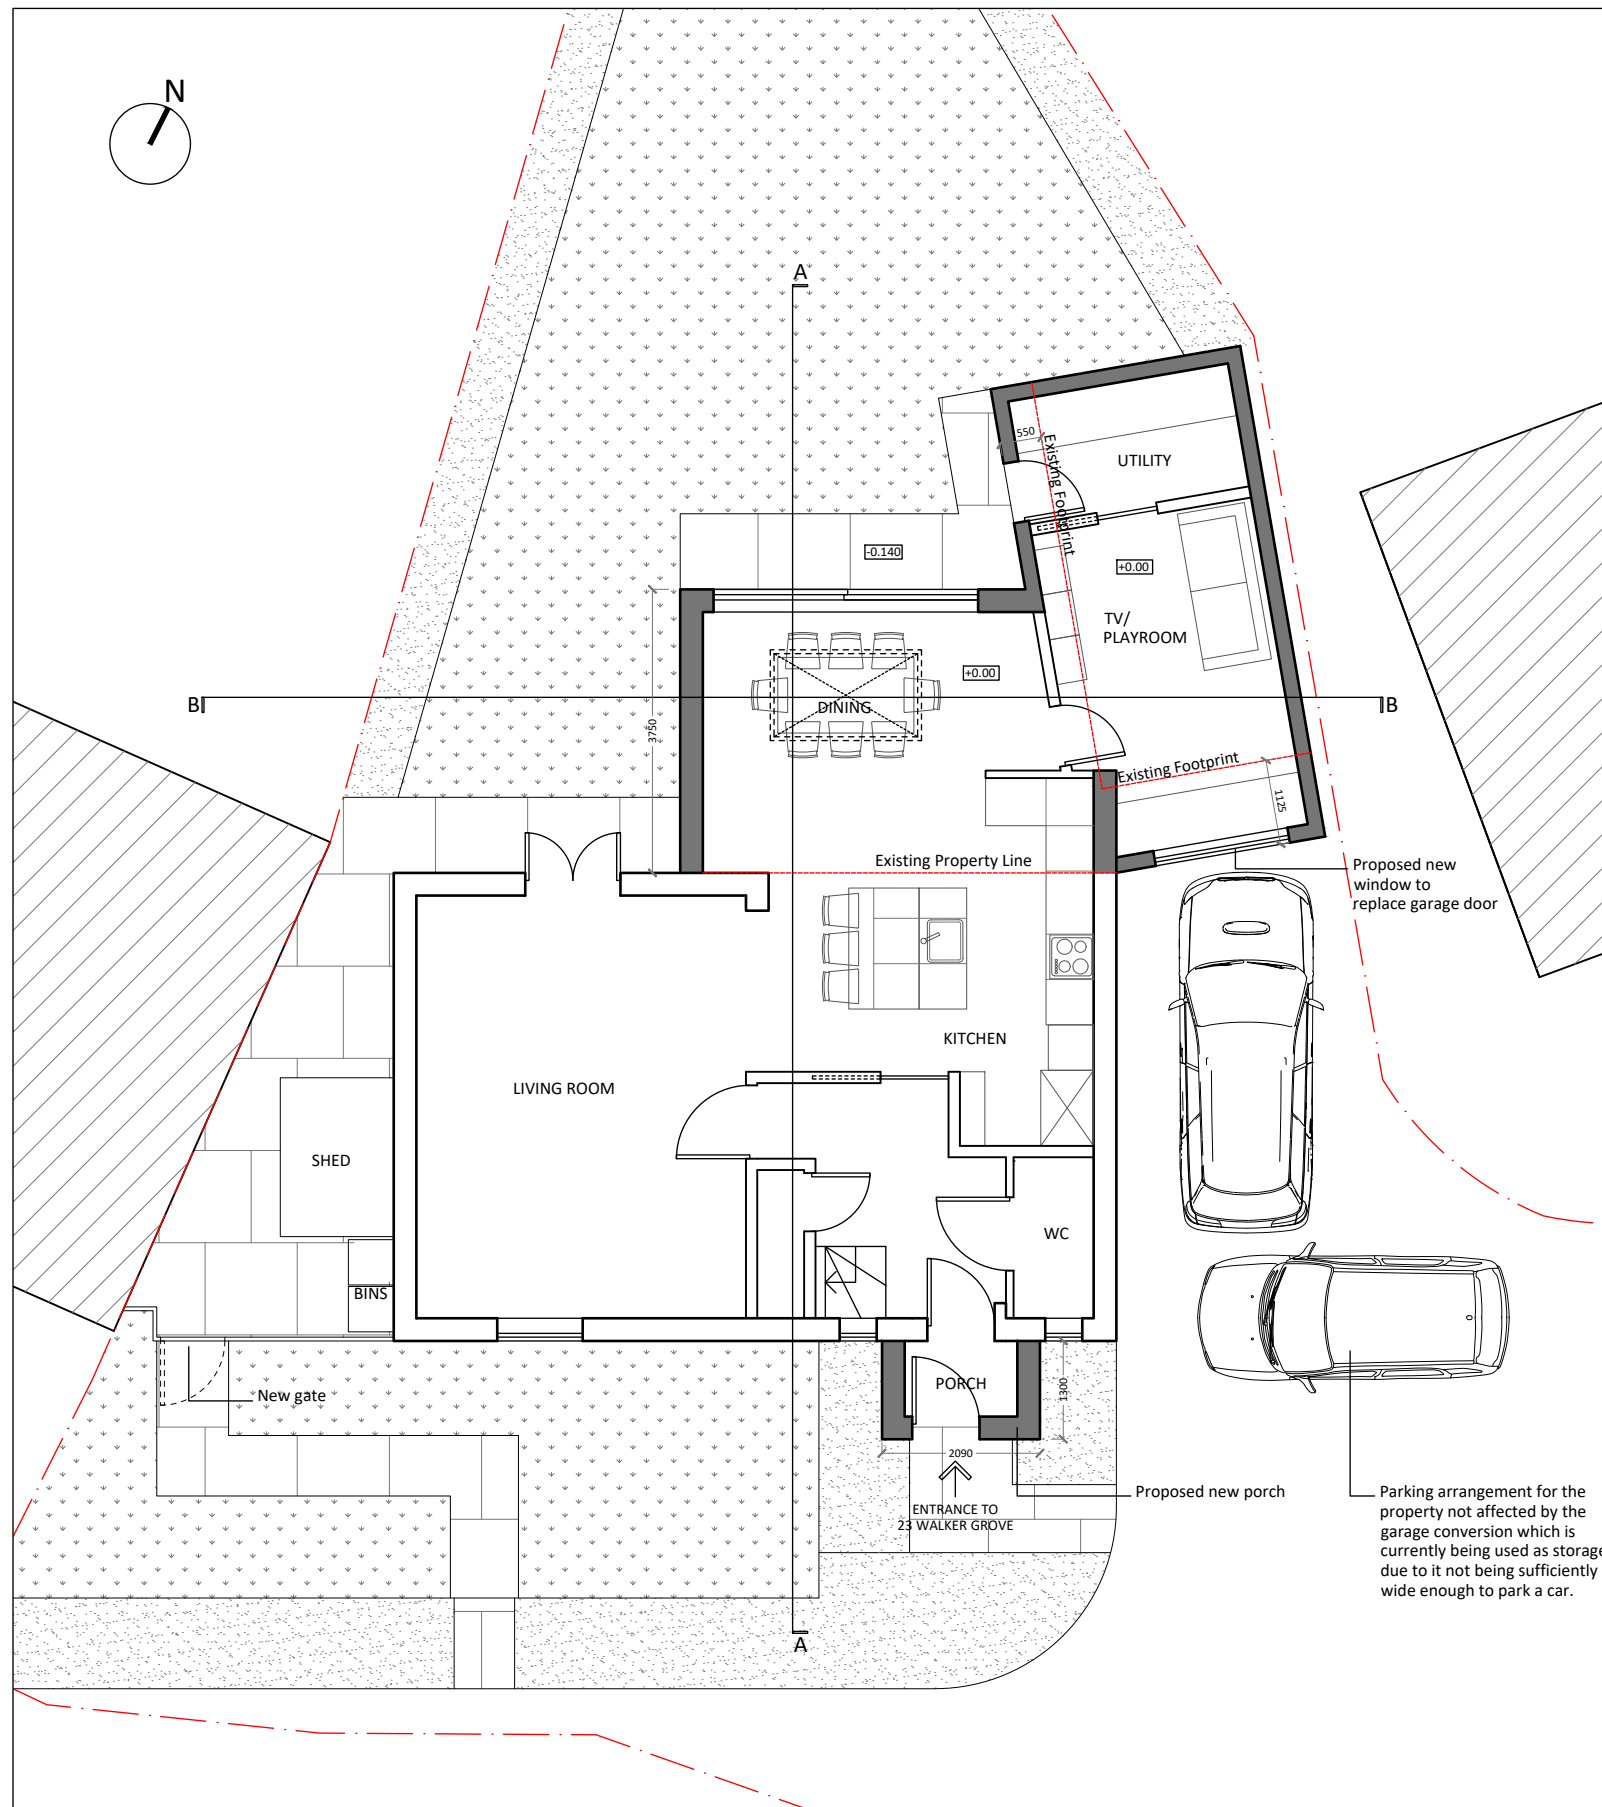 N
A
550
Existing Footprint
UTILITY
-0.140
+0.00
TV/
PLAYROOM
+0.00
B
DINING
B
3750
Existing Footprint
1125
Existing Property Line
Proposed new
window to
replace garage door
KITCHEN
LIVING ROOM
SHED
WC
BINS
New gate
PORCH
1300
2090
ENTRANCE TO
23 WALKER GROVE
Proposed new porch
Parking arrangement for the
property not affected by the
garage conversion which is
currently being used as storage
due to it not being sufficiently
wide enough to park a car.
A